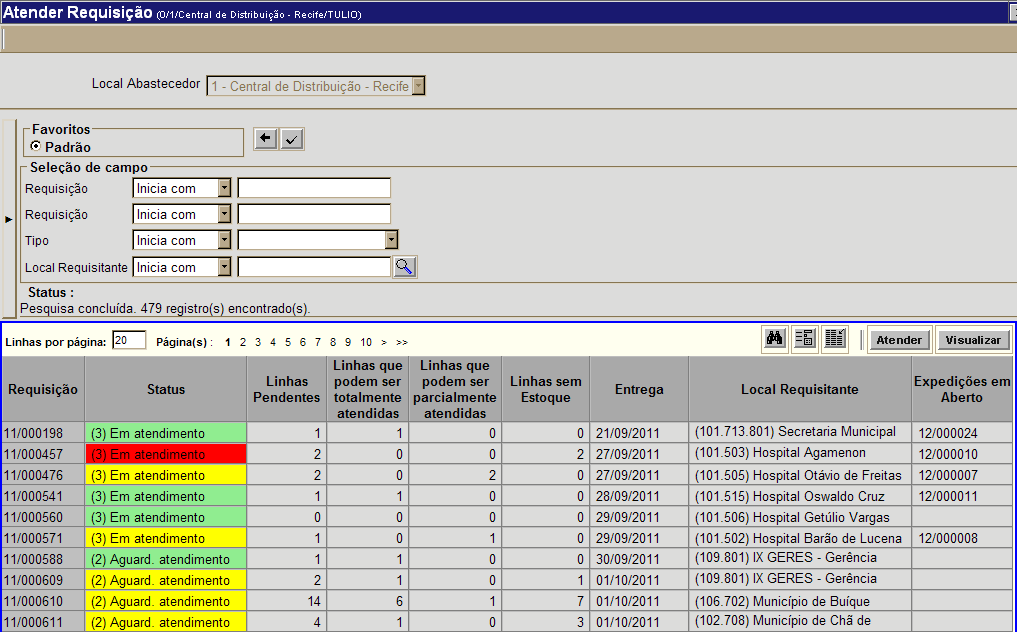 Atender Requisição (0/1/Central de Distribuição - Recife/TULIO)
Local Abastecedor 1 - Central de Distribuição - Recife
Favoritos
Padrão
Seleção de campo
Requisição Inicia com
Requisição Inicia com
Tipo Inicia com
Local Requisitante Inicia com
Status :
Pesquisa concluída. 479 registro(s) encontrado(s).
Linhas por página: 20 Página(s) : 1 2 3 4 5 6 7 8 9 10 > >> Atender Visualizar
Requisição Status Linhas Pendentes Linhas que podem ser totalmente atendidas Linhas que podem ser parcialmente atendidas Linhas sem Estoque Entrega Local Requisitante Expedições em Aberto
11/000198 (3) Em atendimento 1 1 0 0 21/09/2011 (101.713.801) Secretaria Municipal 12/000024
11/000457 (3) Em atendimento 2 0 0 2 27/09/2011 (101.503) Hospital Agamenon 12/000010
11/000476 (3) Em atendimento 2 0 2 0 27/09/2011 (101.505) Hospital Otávio de Freitas 12/000007
11/000541 (3) Em atendimento 1 1 0 0 28/09/2011 (101.515) Hospital Oswaldo Cruz 12/000011
11/000560 (3) Em atendimento 0 0 0 0 29/09/2011 (101.506) Hospital Getúlio Vargas
11/000571 (3) Em atendimento 1 0 1 0 29/09/2011 (101.502) Hospital Barão de Lucena 12/000008
11/000588 (2) Aguard. atendimento 1 1 0 0 30/09/2011 (109.801) IX GERES - Gerência
11/000609 (2) Aguard. atendimento 2 1 0 1 01/10/2011 (109.801) IX GERES - Gerência
11/000610 (2) Aguard. atendimento 14 6 1 7 01/10/2011 (106.702) Município de Buíque
11/000611 (2) Aguard. atendimento 4 1 0 3 01/10/2011 (102.708) Município de Chã de